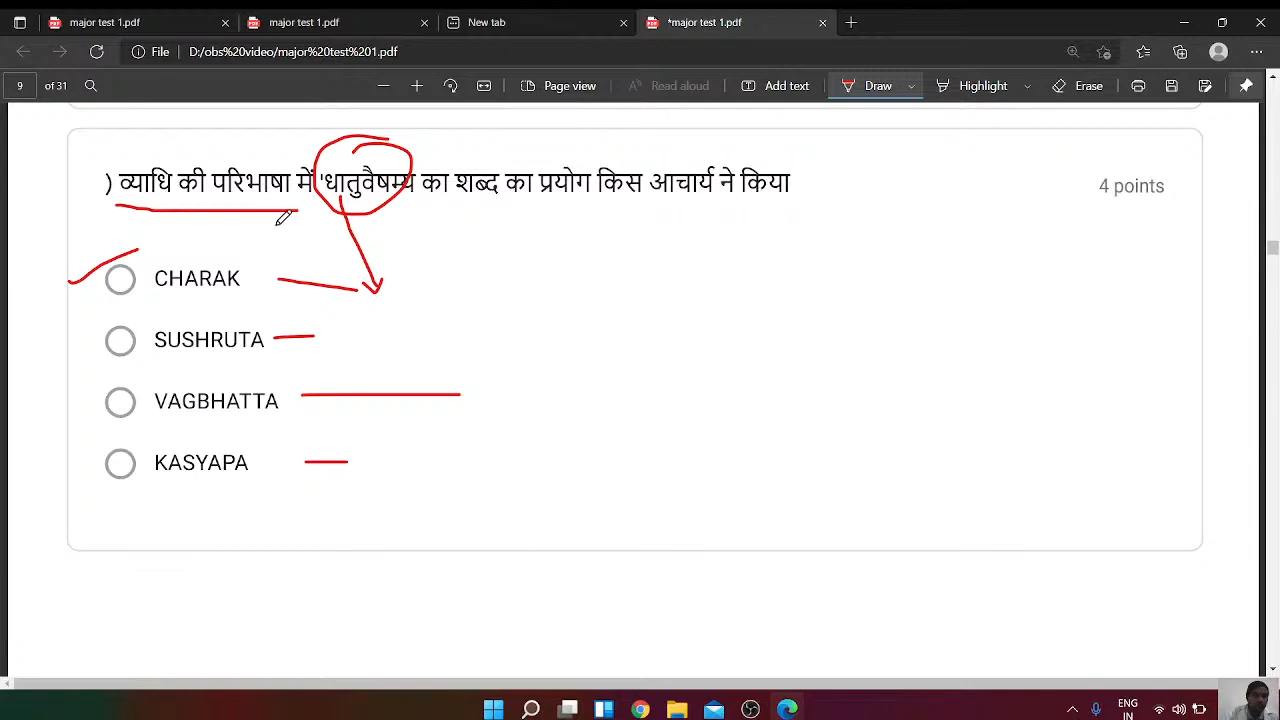 major test 1.pdf
major test 1.pdf
New tab
*major test 1.pdf
File D:/obs%20video/major%20test%201.pdf
9 of 31
Page view
Read aloud
Add text
Draw
Highlight
Erase
) व्याधि की परिभाषा में 'धातुवैषम्य का शब्द का प्रयोग किस आचार्य ने किया
4 points
CHARAK
SUSHRUTA
VAGBHATTA
KASYAPA
ENG
IN